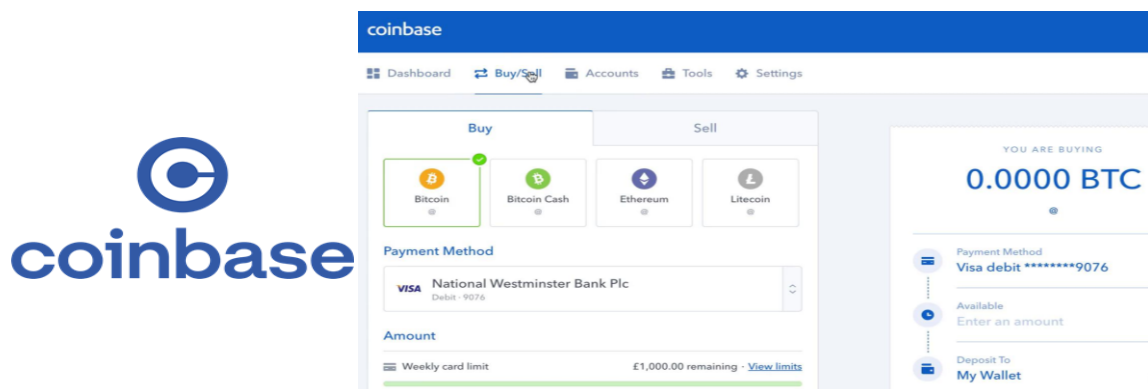 coinbase
coinbase
Dashboard Buy/Sell Accounts Tools Settings
Buy Sell
Bitcoin Bitcoin Cash Ethereum Litecoin
@ @ @ @
Payment Method
VISA National Westminster Bank Plc
Debit · 9076
Amount
Weekly card limit £1,000.00 remaining · View limits
YOU ARE BUYING
0.0000 BTC
@
Payment Method
Visa debit ********9076
Available
Enter an amount
Deposit To
My Wallet